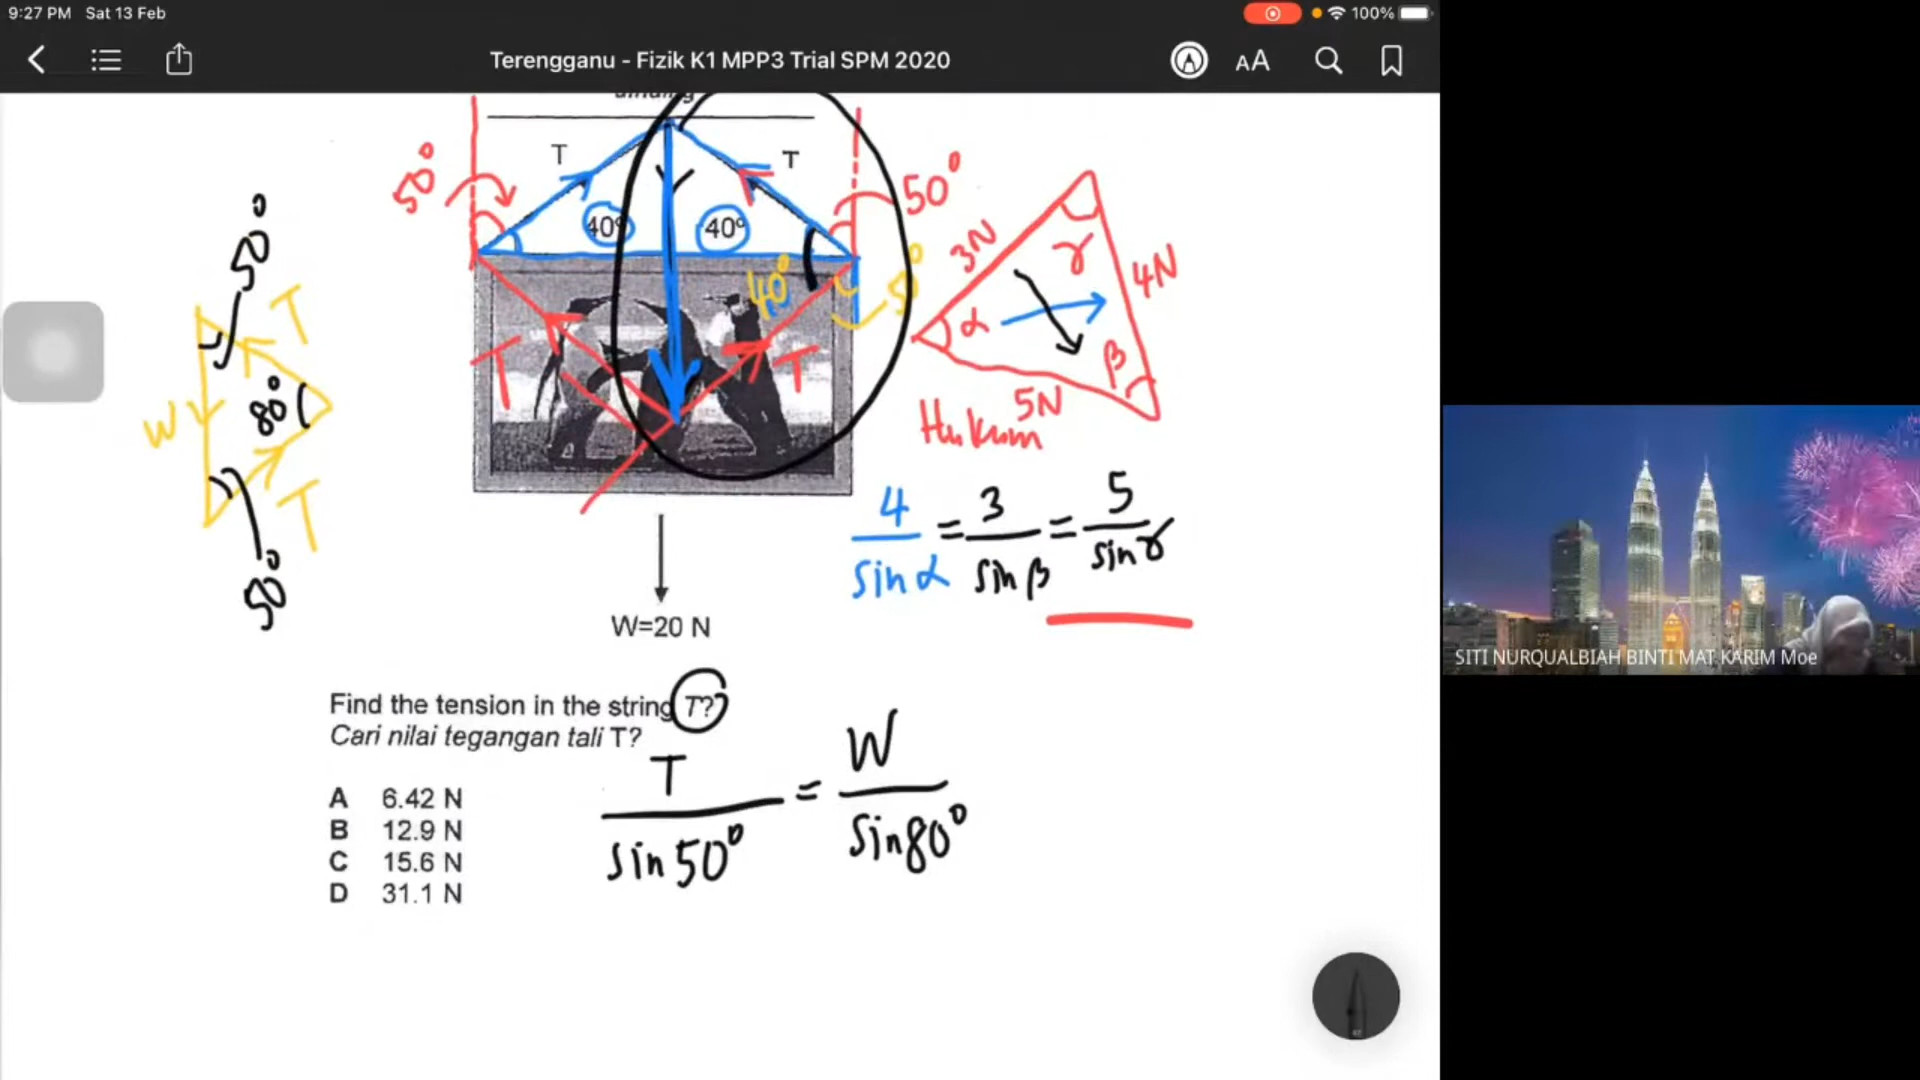 9:27 PM Sat 13 Feb
100%
Terengganu - Fizik K1 MPP3 Trial SPM 2020
AA
dinding
T
T
50°
50°
40°
40°
40°
50°
T
T
50°
T
W
80°
T
50°
3N
γ
4N
α
β
5N
Hukum
4/sin α = 3/sin β = 5/sin γ
W=20 N
Find the tension in the string T?
Cari nilai tegangan tali T?
A 6.42 N
B 12.9 N
C 15.6 N
D 31.1 N
T/sin 50° = W/sin 80°
SITI NURQUALBIAH BINTI MAT KARIM Moe